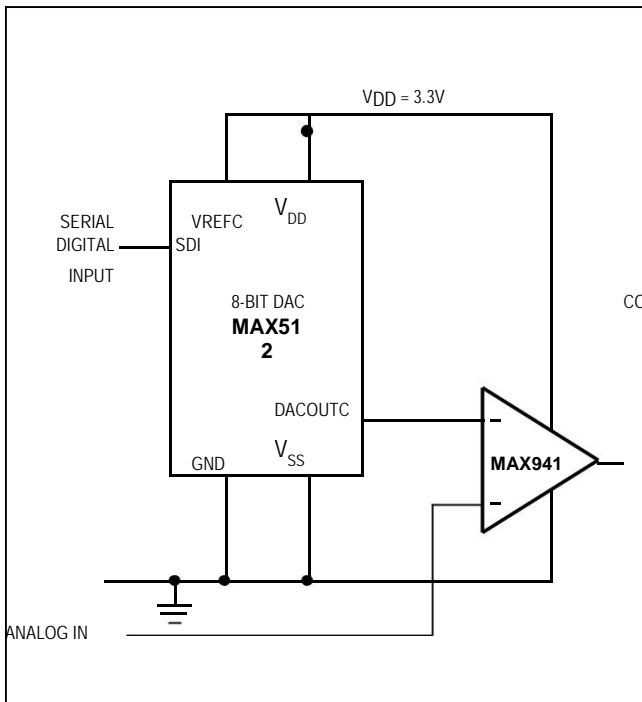 VDD = 3.3V
SERIAL
DIGITAL
INPUT
VREFC
VDD
SDI
8-BIT DAC
MAX51
2
CC
DACOUTC
MAX941
GND
VSS
ANALOG IN